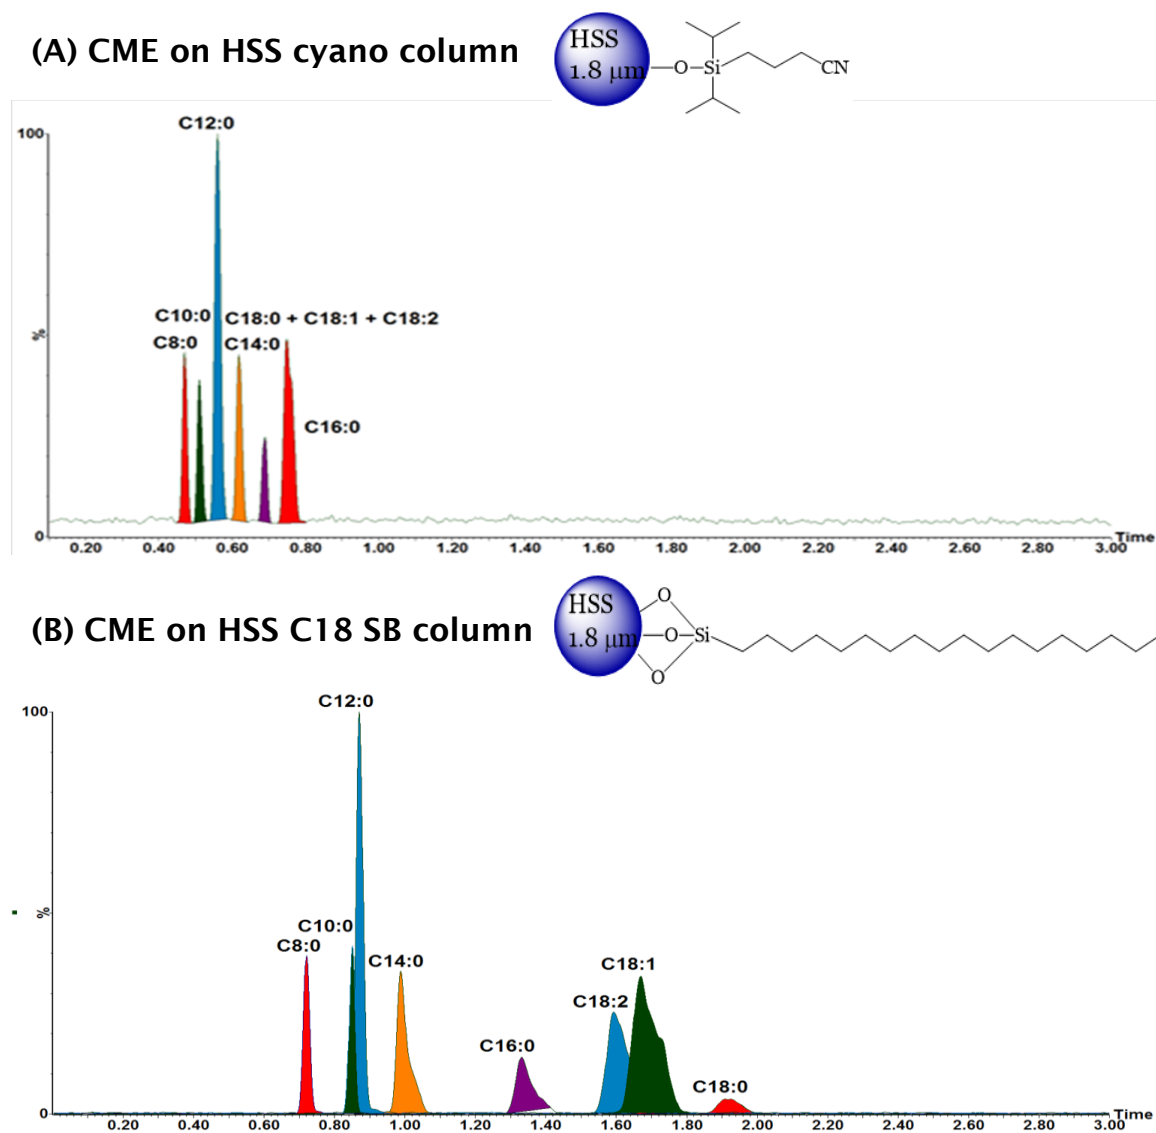 (A) CME on HSS cyano column
HSS
1.8 μm
O
Si
CN
100
%
0
C12:0
C10:0
C18:0 + C18:1 + C18:2
C8:0
C14:0
C16:0
0.20 0.40 0.60 0.80 1.00 1.20 1.40 1.60 1.80 2.00 2.20 2.40 2.60 2.80 3.00 Time
(B) CME on HSS C18 SB column
HSS
1.8 μm
O
O
Si
O
100
%
0
C12:0
C10:0
C8:0
C14:0
C18:1
C18:2
C16:0
C18:0
0.20 0.40 0.60 0.80 1.00 1.20 1.40 1.60 1.80 2.00 2.20 2.40 2.60 2.80 3.00 Time